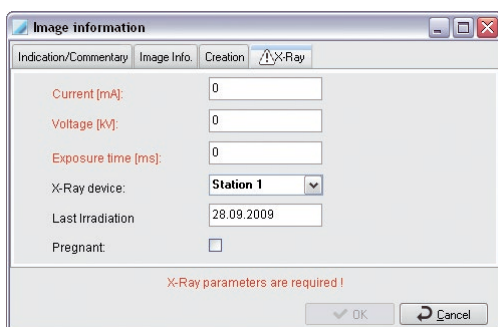 Image information
Indication/Commentary Image Info. Creation X-Ray
Current [mA]: 0
Voltage [kV]: 0
Exposure time [ms]: 0
X-Ray device: Station 1
Last Irradiation 28.09.2009
Pregnant:
X-Ray parameters are required !
OK Cancel